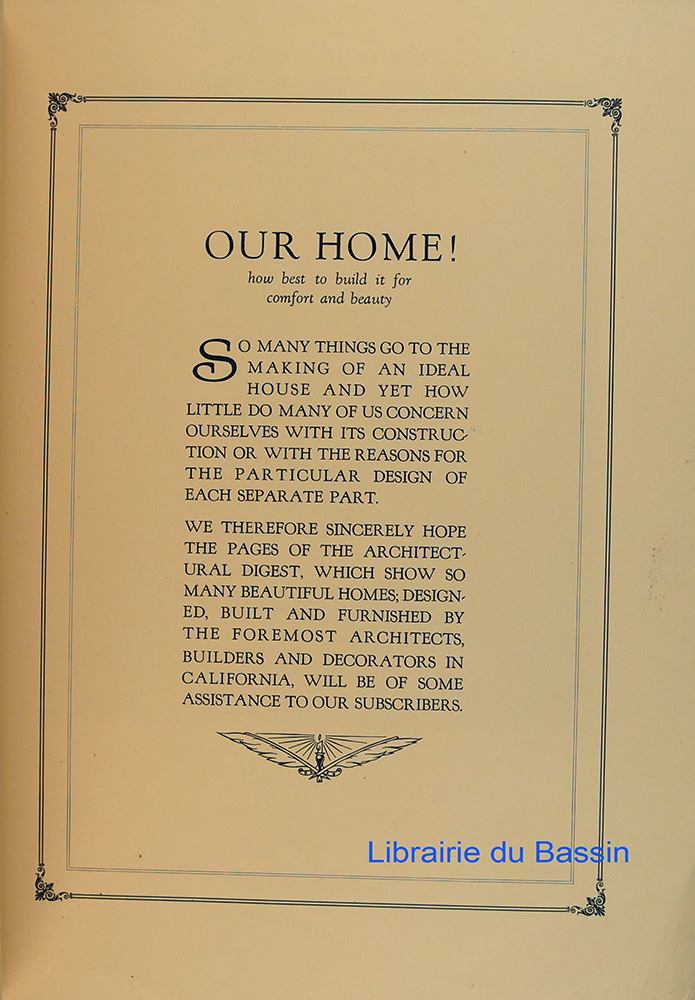 OUR HOME!
how best to build it for
comfort and beauty
SO MANY THINGS GO TO THE
MAKING OF AN IDEAL
HOUSE AND YET HOW
LITTLE DO MANY OF US CONCERN
OURSELVES WITH ITS CONSTRUC-
TION OR WITH THE REASONS FOR
THE PARTICULAR DESIGN OF
EACH SEPARATE PART.
WE THEREFORE SINCERELY HOPE
THE PAGES OF THE ARCHITECT-
URAL DIGEST, WHICH SHOW SO
MANY BEAUTIFUL HOMES; DESIGN-
ED, BUILT AND FURNISHED BY
THE FOREMOST ARCHITECTS,
BUILDERS AND DECORATORS IN
CALIFORNIA, WILL BE OF SOME
ASSISTANCE TO OUR SUBSCRIBERS.
Librairie du Bassin